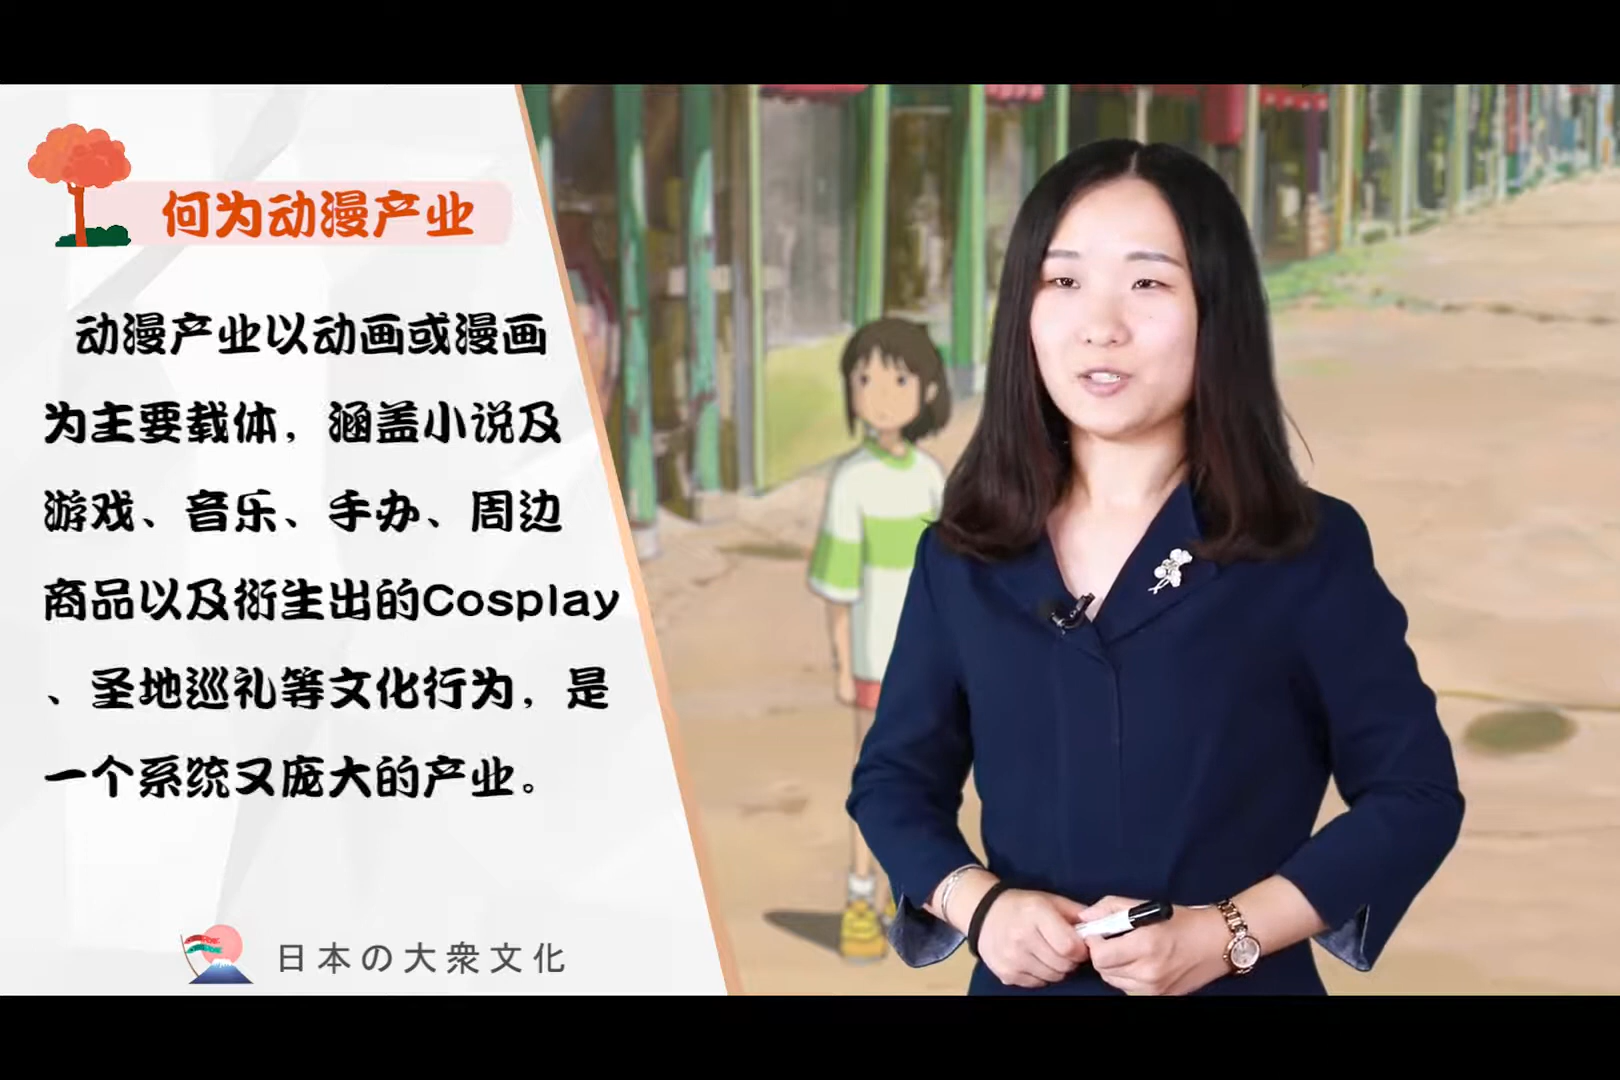 何为动漫产业
动漫产业以动画或漫画
为主要载体，涵盖小说及
游戏、音乐、手办、周边
商品以及衍生出的Cosplay
、圣地巡礼等文化行为，是
一个系统又庞大的产业。
日本の大衆文化